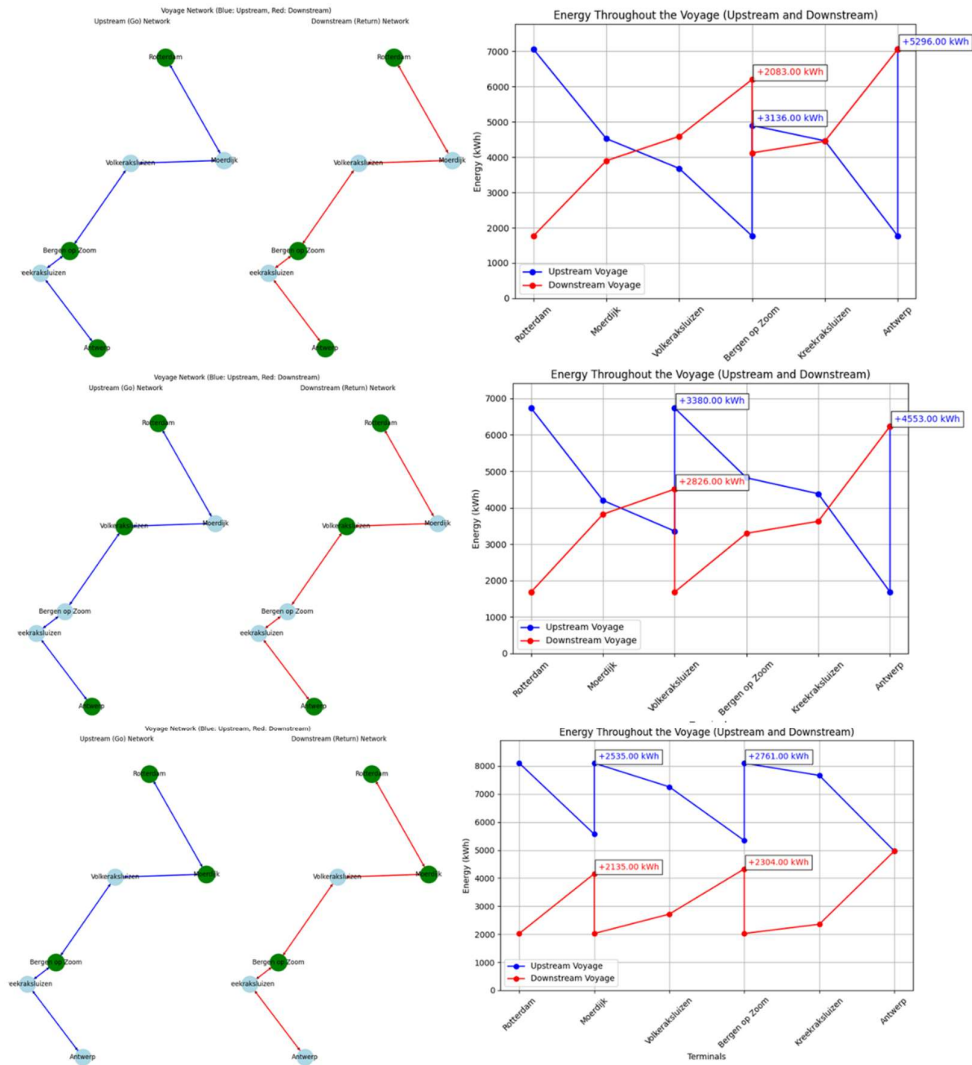 Voyage Network (Blue: Upstream, Red: Downstream)
Upstream (Go) Network
Downstream (Return) Network
Rotterdam
Rotterdam
Volkeraksluizen
Moerdijk
Volkeraksluizen
Moerdijk
Bergen op Zoom
Bergen op Zoom
eekraksluizen
eekraksluizen
Antwerp
Antwerp
Energy Throughout the Voyage (Upstream and Downstream)
+5296.00 kWh
+2083.00 kWh
+3136.00 kWh
Energy (kWh)
7000
6000
5000
4000
3000
2000
1000
0
Upstream Voyage
Downstream Voyage
Rotterdam
Moerdijk
Volkeraksluizen
Bergen op Zoom
Kreekraksluizen
Antwerp
Voyage Network (Blue: Upstream, Red: Downstream)
Upstream (Go) Network
Downstream (Return) Network
Rotterdam
Rotterdam
Volkeraksluizen
Moerdijk
Volkeraksluizen
Moerdijk
Bergen op Zoom
Bergen op Zoom
eekraksluizen
eekraksluizen
Antwerp
Antwerp
Energy Throughout the Voyage (Upstream and Downstream)
+3380.00 kWh
+4553.00 kWh
+2826.00 kWh
Energy (kWh)
7000
6000
5000
4000
3000
2000
1000
0
Upstream Voyage
Downstream Voyage
Rotterdam
Moerdijk
Volkeraksluizen
Bergen op Zoom
Kreekraksluizen
Antwerp
Voyage Network (Blue: Upstream, Red: Downstream)
Upstream (Go) Network
Downstream (Return) Network
Rotterdam
Rotterdam
Volkeraksluizen
Moerdijk
Volkeraksluizen
Moerdijk
Bergen op Zoom
Bergen op Zoom
eekraksluizen
eekraksluizen
Antwerp
Antwerp
Energy Throughout the Voyage (Upstream and Downstream)
+2535.00 kWh
+2761.00 kWh
+2135.00 kWh
+2304.00 kWh
Energy (kWh)
8000
7000
6000
5000
4000
3000
2000
1000
0
Upstream Voyage
Downstream Voyage
Rotterdam
Moerdijk
Volkeraksluizen
Bergen op Zoom
Kreekraksluizen
Antwerp
Terminals